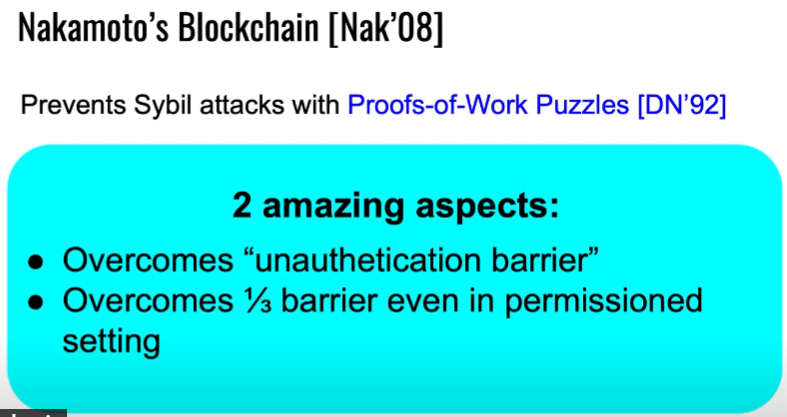 Nakamoto's Blockchain [Nak'08]
Prevents Sybil attacks with Proofs-of-Work Puzzles [DN'92]
2 amazing aspects:
● Overcomes “unauthetication barrier”
● Overcomes ⅓ barrier even in permissioned
setting